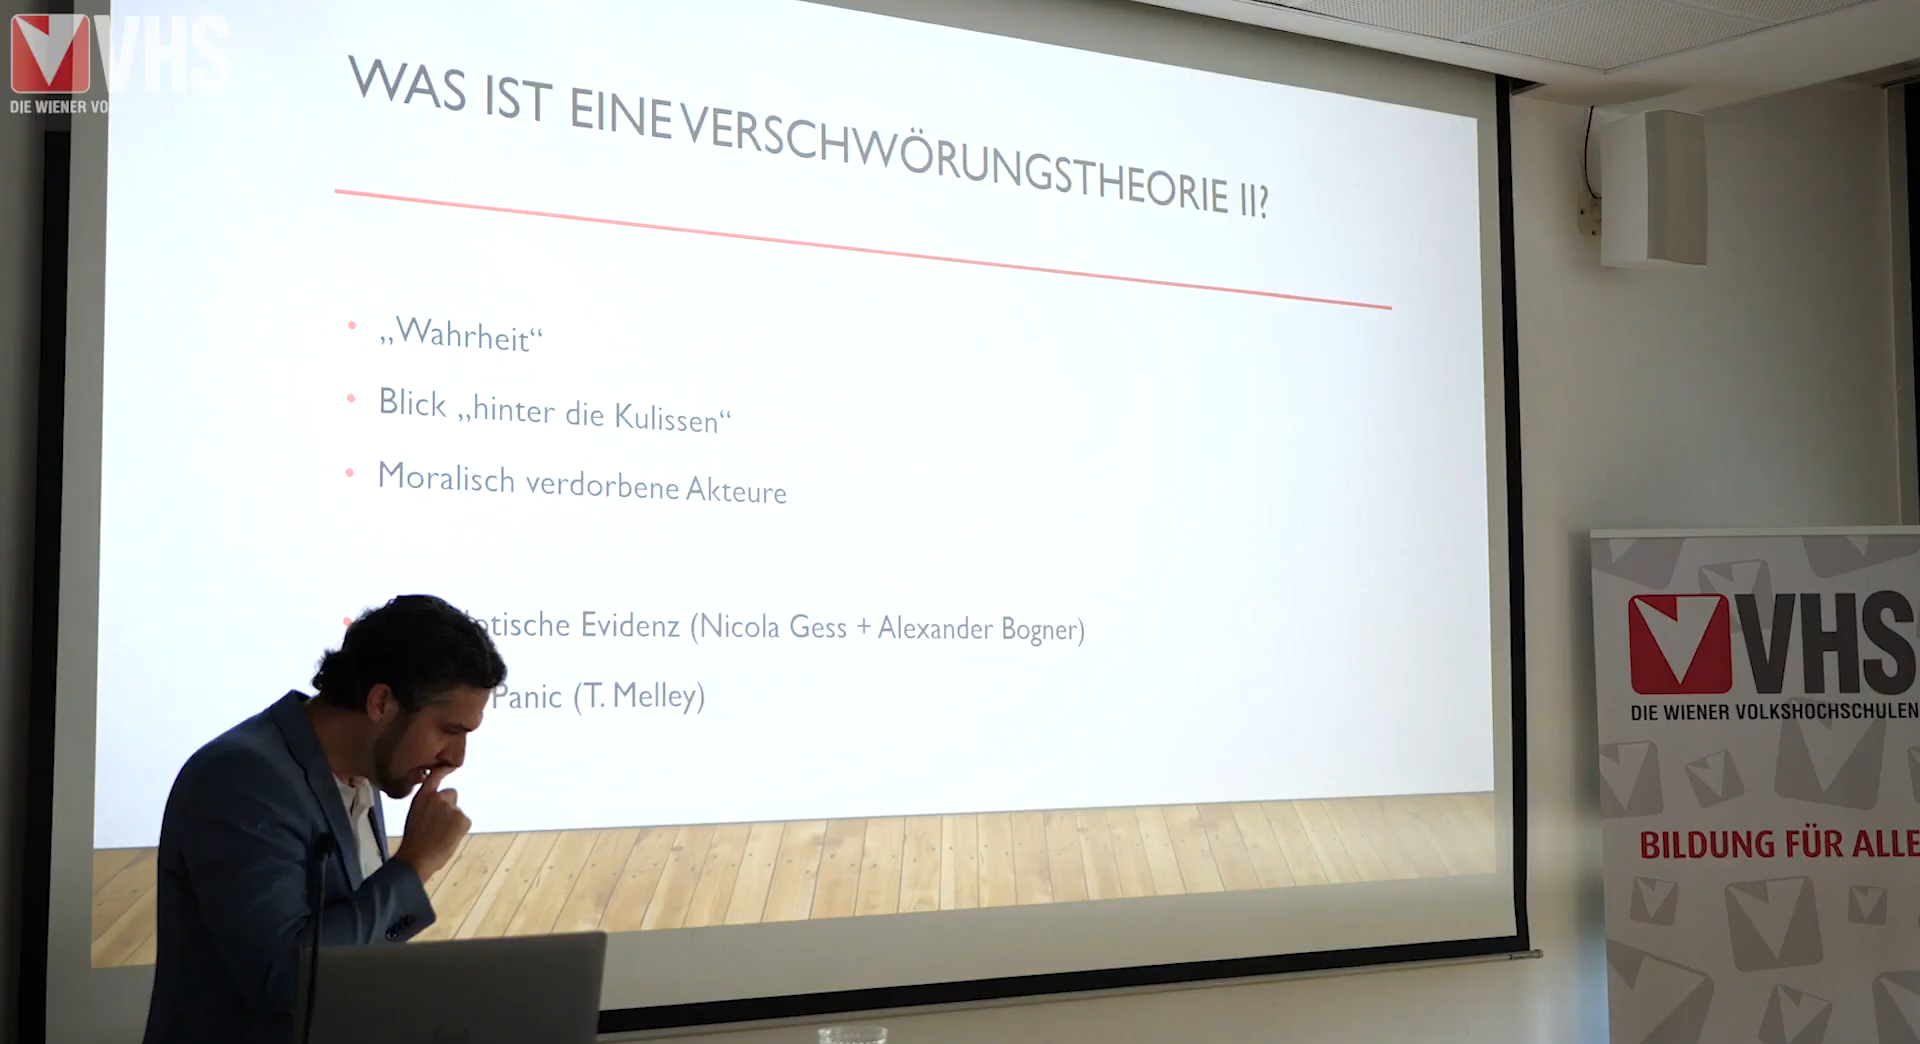 VHS
DIE WIENER VO
WAS IST EINE VERSCHWÖRUNGSTHEORIE II?
„Wahrheit“
Blick „hinter die Kulissen“
Moralisch verdorbene Akteure
Evidenz (Nicola Gess + Alexander Bogner)
Panic (T. Melley)
VHS
DIE WIENER VOLKSHOCHSCHULEN
BILDUNG FÜR ALLE